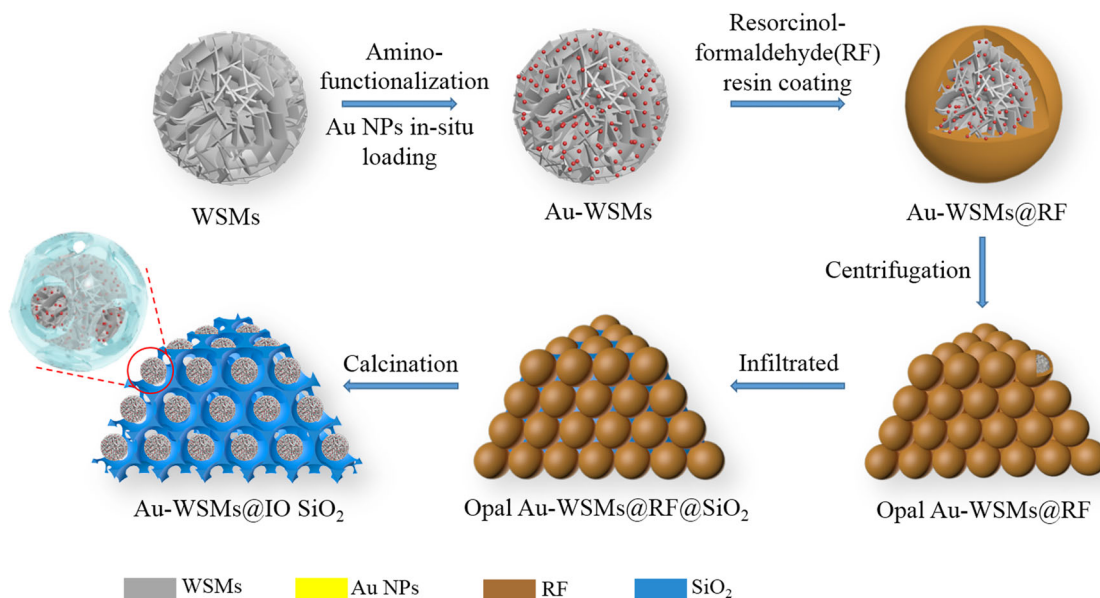 Amino-
functionalization
Au NPs in-situ
loading
Resorcinol-
formaldehyde(RF)
resin coating
WSMs
Au-WSMs
Au-WSMs@RF
Centrifugation
Calcination
Infiltrated
Au-WSMs@IO SiO₂
Opal Au-WSMs@RF@SiO₂
Opal Au-WSMs@RF
WSMs
Au NPs
RF
SiO₂